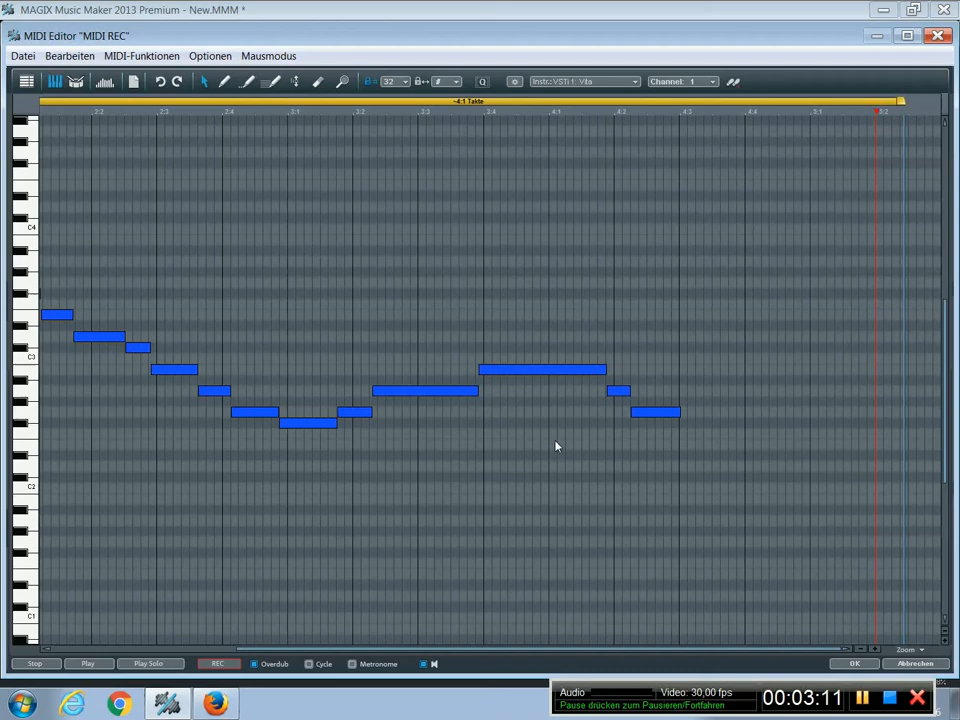 MAGIX Music Maker 2013 Premium - New.MMM *
MIDI Editor "MIDI REC"
Datei Bearbeiten MIDI-Funktionen Optionen Mausmodus
32 # Q Instr.: VSTi 1: Vita Channel: 1
~4:1 Takte
2:2 2:3 2:4 3:1 3:2 3:3 3:4 4:1 4:2 4:3 4:4 5:1 5:2
C4
C3
C2
C1
Zoom
Stop Play Play Solo REC Overdub Cycle Metronome OK Abbrechen
Audio Video: 30,00 fps 00:03:11
Pause drücken zum Pausieren/Fortfahren